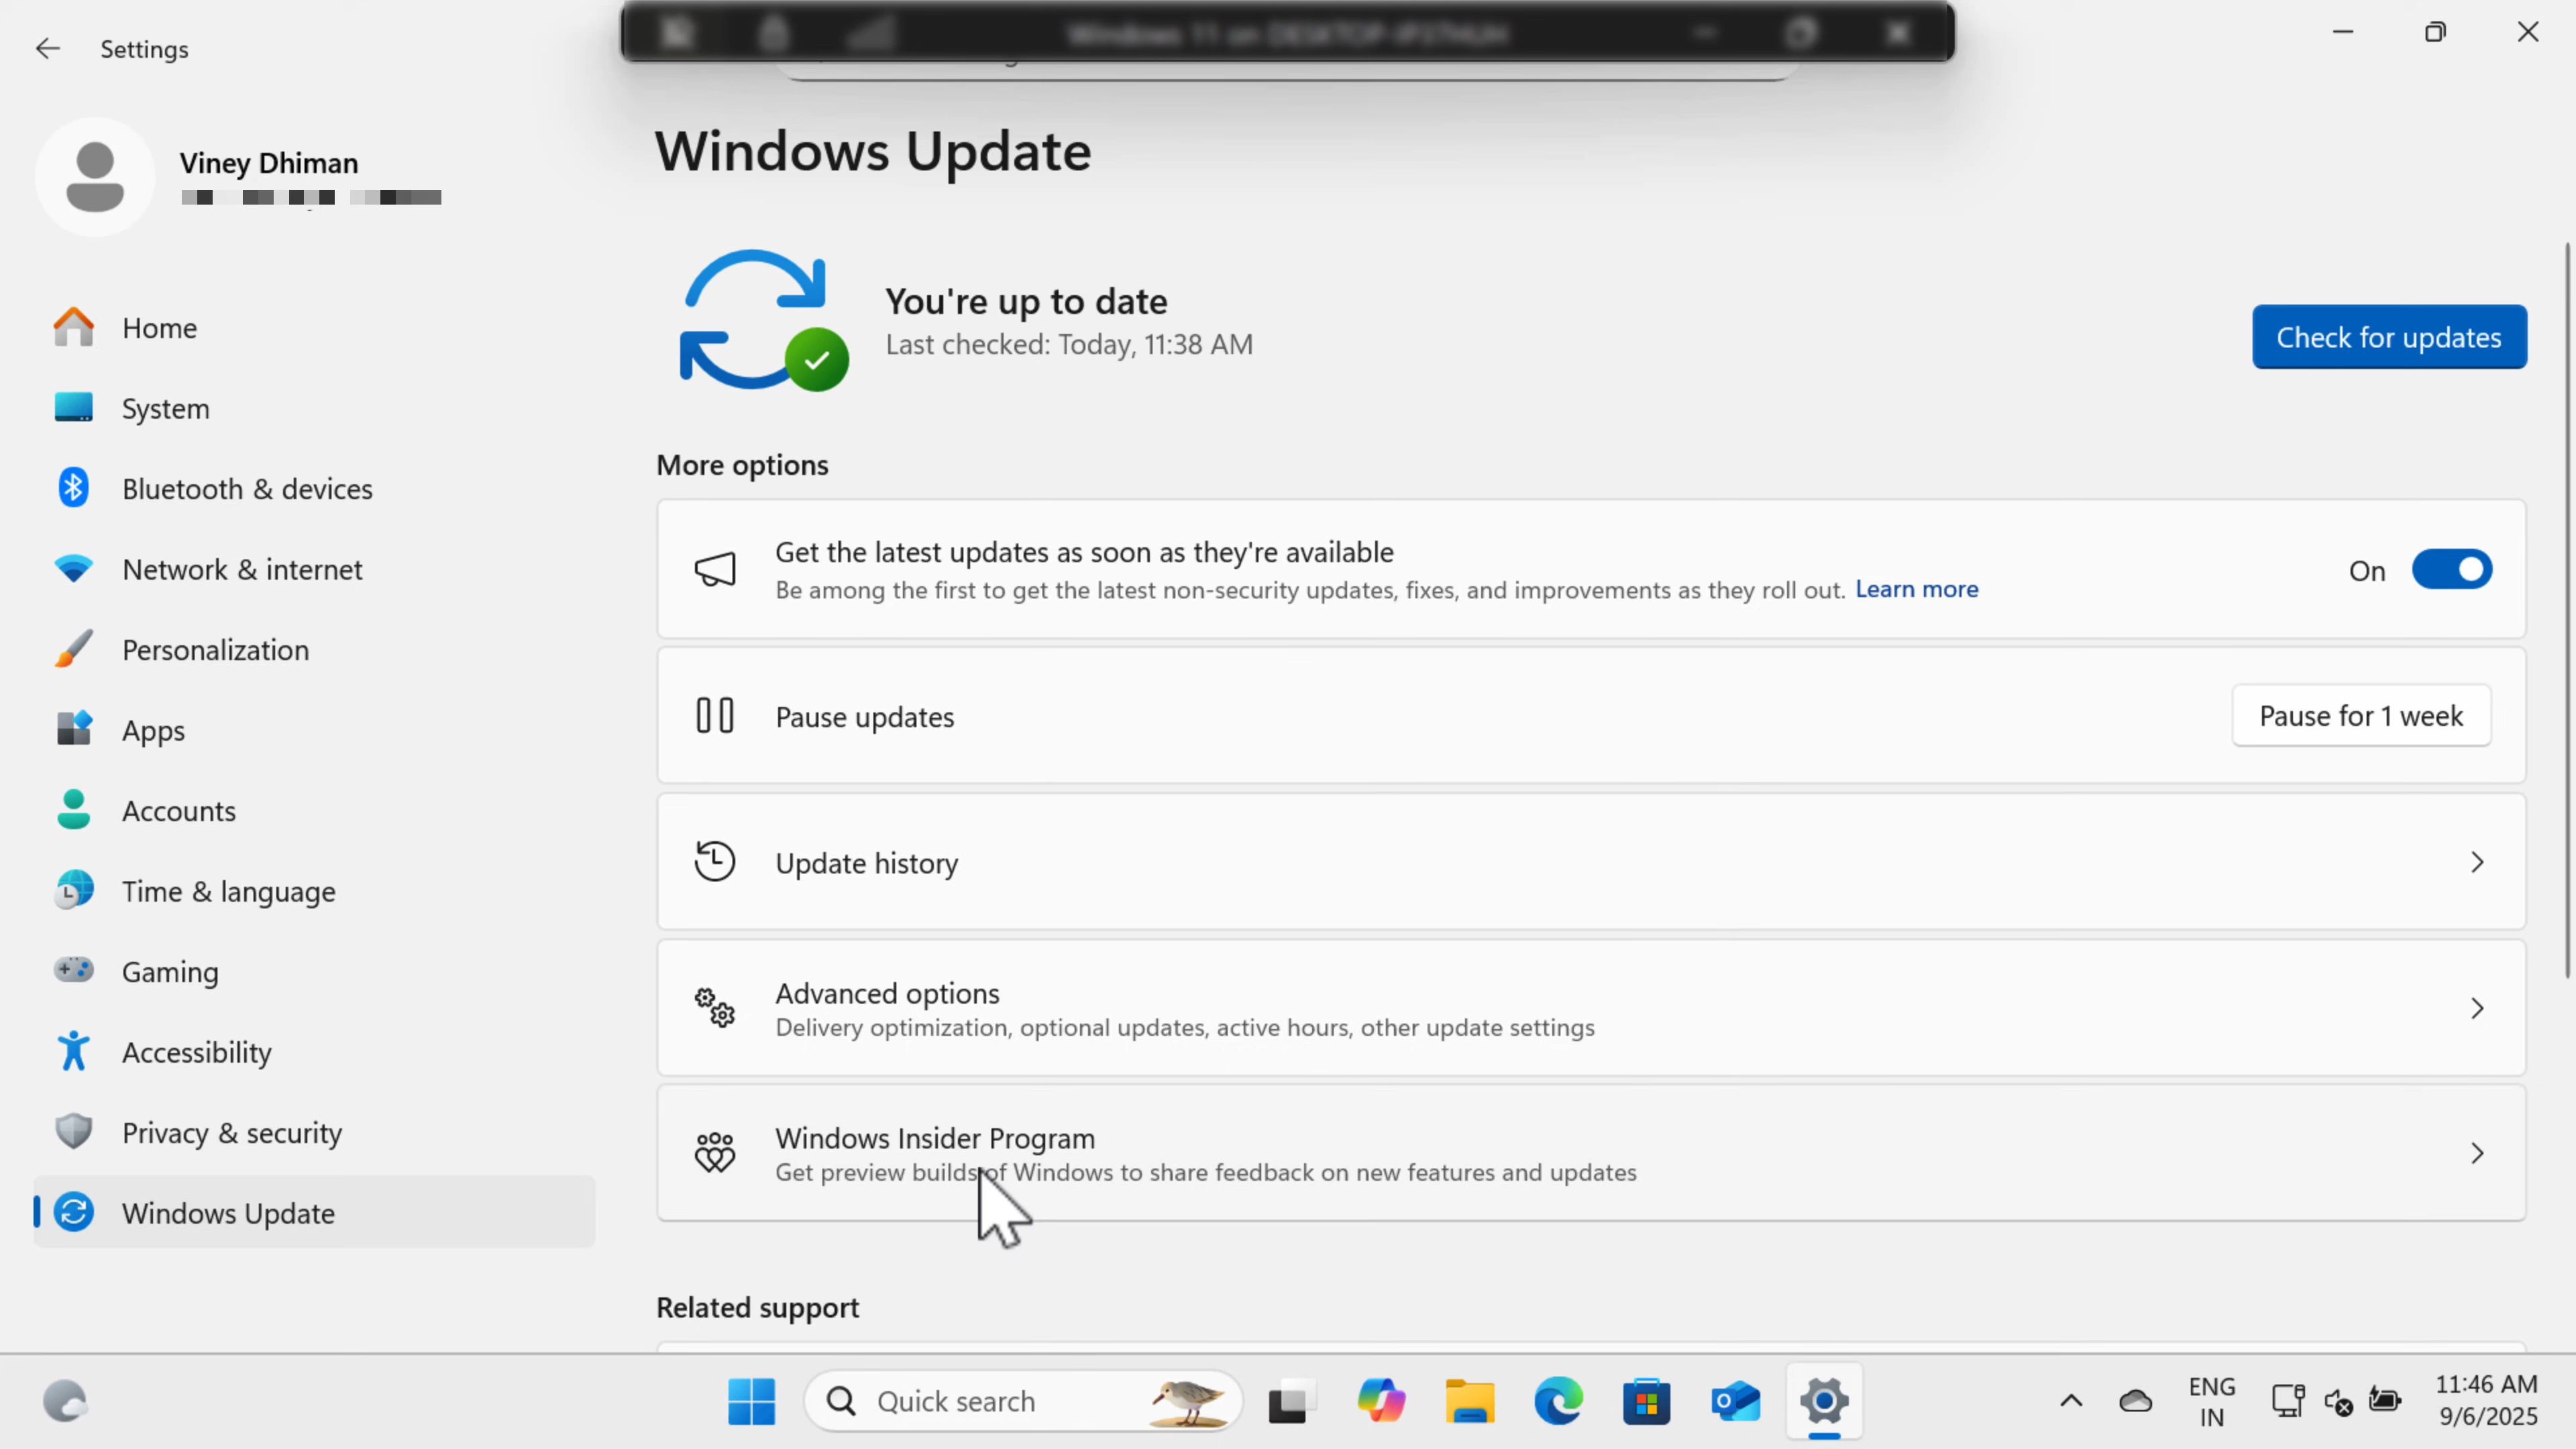 Settings
Windows 11 on
Viney Dhiman
Home
System
Bluetooth & devices
Network & internet
Personalization
Apps
Accounts
Time & language
Gaming
Accessibility
Privacy & security
Windows Update
Windows Update
You're up to date
Last checked: Today, 11:38 AM
Check for updates
More options
Get the latest updates as soon as they're available
Be among the first to get the latest non-security updates, fixes, and improvements as they roll out. Learn more
On
Pause updates
Pause for 1 week
Update history
Advanced options
Delivery optimization, optional updates, active hours, other update settings
Windows Insider Program
Get preview builds of Windows to share feedback on new features and updates
Related support
Quick search
ENG
IN
11:46 AM
9/6/2025